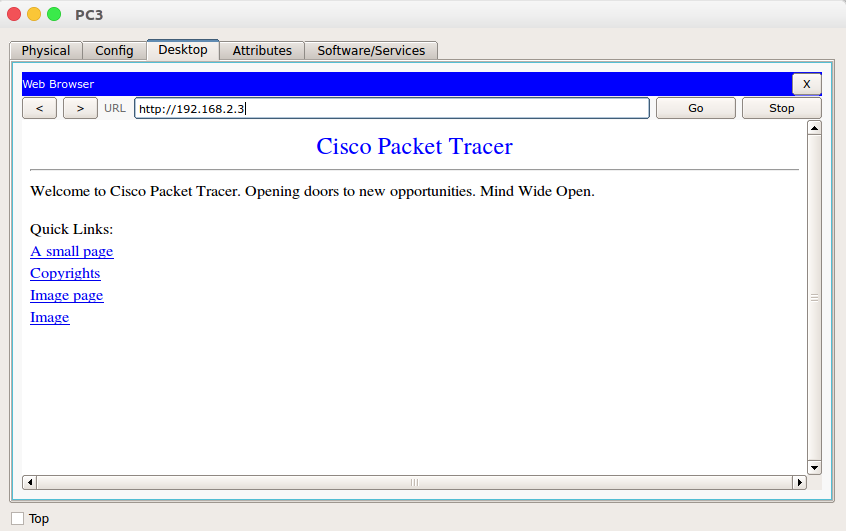 PC3
Physical Config Desktop Attributes Software/Services
Web Browser X
< > URL http://192.168.2.3 Go Stop
Cisco Packet Tracer
Welcome to Cisco Packet Tracer. Opening doors to new opportunities. Mind Wide Open.
Quick Links:
A small page
Copyrights
Image page
Image
Top